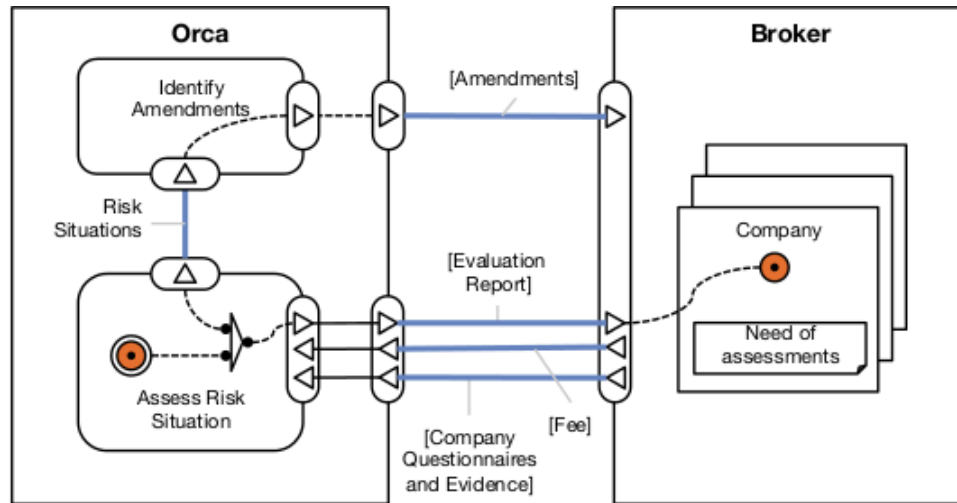 Orca
Broker
Identify
Amendments
[Amendments]
Risk
Situations
Company
[Evaluation
Report]
Need of
assessments
Assess Risk
Situation
[Fee]
[Company
Questionnaires
and Evidence]